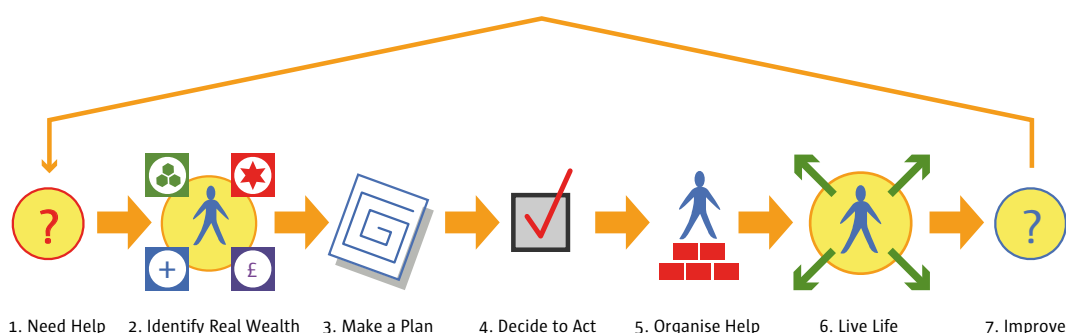 ?
+
£
?
1. Need Help
2. Identify Real Wealth
3. Make a Plan
4. Decide to Act
5. Organise Help
6. Live Life
7. Improve